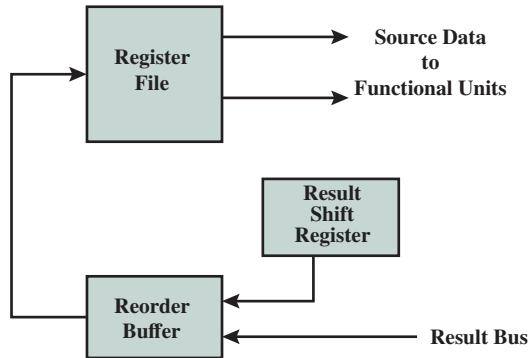 Register
File
Source Data
to
Functional Units
Result
Shift
Register
Reorder
Buffer
Result Bus